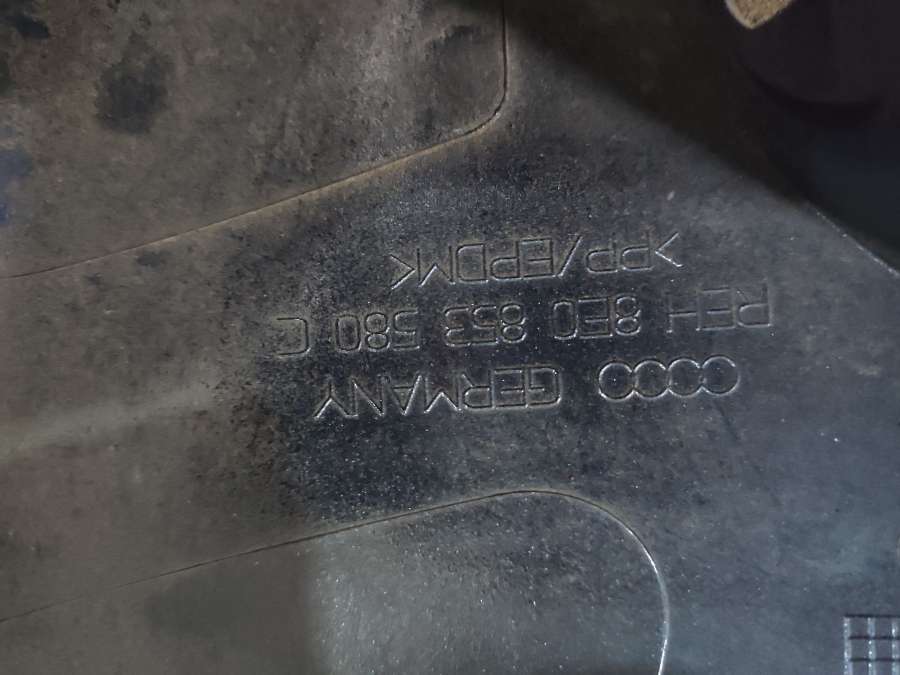 GERMANY
REH 8E0 853 580 C
>PP/EPDM<